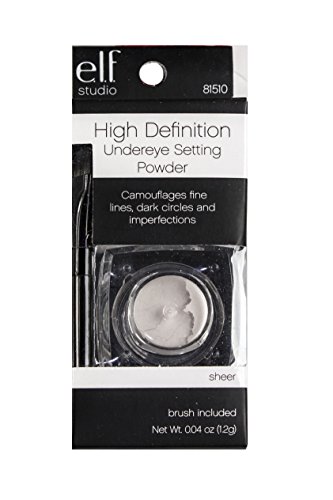 e.l.f.
studio
81510
High Definition
Undereye Setting
Powder
Camouflages fine
lines, dark circles and
imperfections
sheer
brush included
Net Wt. 0.04 oz (1.2g)